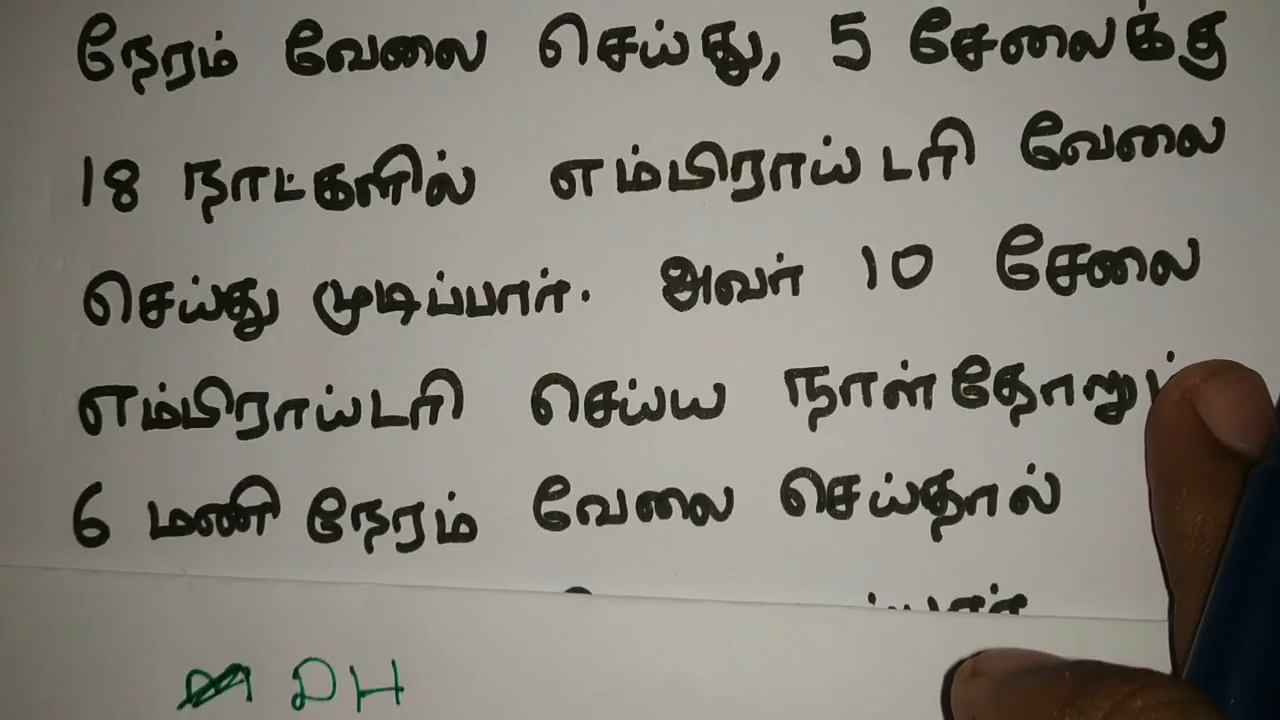 நேரம் வேலை செய்து, 5 சேலைக்கு
18 நாட்களில் எம்பிராய்டரி வேலை
செய்து முடிப்பார். அவர் 10 சேலை
எம்பிராய்டரி செய்ய நாள்தோறும்
6 மணி நேரம் வேலை செய்தால்
DH